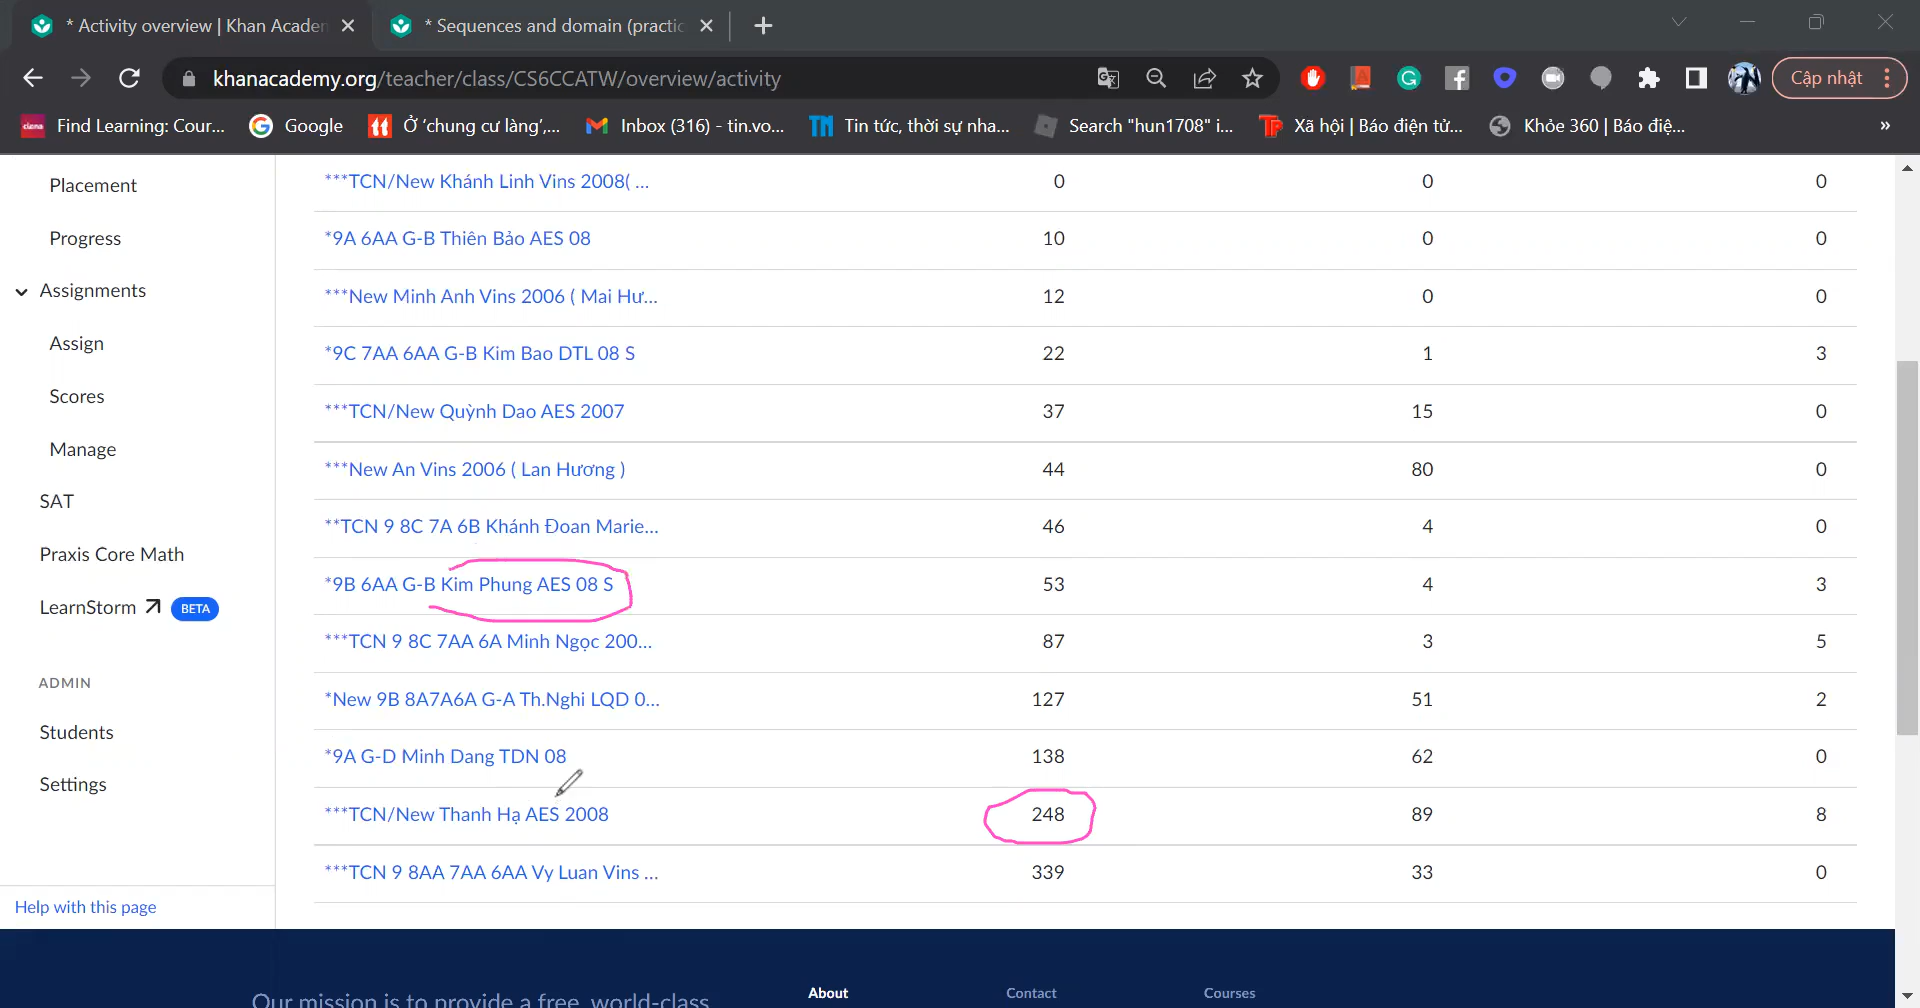 * Activity overview | Khan Academ
* Sequences and domain (practic
khanacademy.org/teacher/class/CS6CCATW/overview/activity
Cập nhật
Find Learning: Cour...
Google
Ở ‘chung cư làng’,...
Inbox (316) - tin.vo...
Tin tức, thời sự nha...
Search "hun1708" i...
Xã hội | Báo điện tử...
Khỏe 360 | Báo điệ...
»
Placement
Progress
Assignments
Assign
Scores
Manage
SAT
Praxis Core Math
LearnStorm BETA
ADMIN
Students
Settings
Help with this page
***TCN/New Khánh Linh Vins 2008( ... 0 0 0
*9A 6AA G-B Thiên Bảo AES 08 10 0 0
***New Minh Anh Vins 2006 ( Mai Hư... 12 0 0
*9C 7AA 6AA G-B Kim Bao DTL 08 S 22 1 3
***TCN/New Quỳnh Dao AES 2007 37 15 0
***New An Vins 2006 ( Lan Hương ) 44 80 0
**TCN 9 8C 7A 6B Khánh Đoan Marie... 46 4 0
*9B 6AA G-B Kim Phung AES 08 S 53 4 3
***TCN 9 8C 7AA 6A Minh Ngọc 200... 87 3 5
*New 9B 8A7A6A G-A Th.Nghi LQD 0... 127 51 2
*9A G-D Minh Dang TDN 08 138 62 0
***TCN/New Thanh Hạ AES 2008 248 89 8
***TCN 9 8AA 7AA 6AA Vy Luan Vins ... 339 33 0
Our mission is to provide a free, world-class
About
Contact
Courses